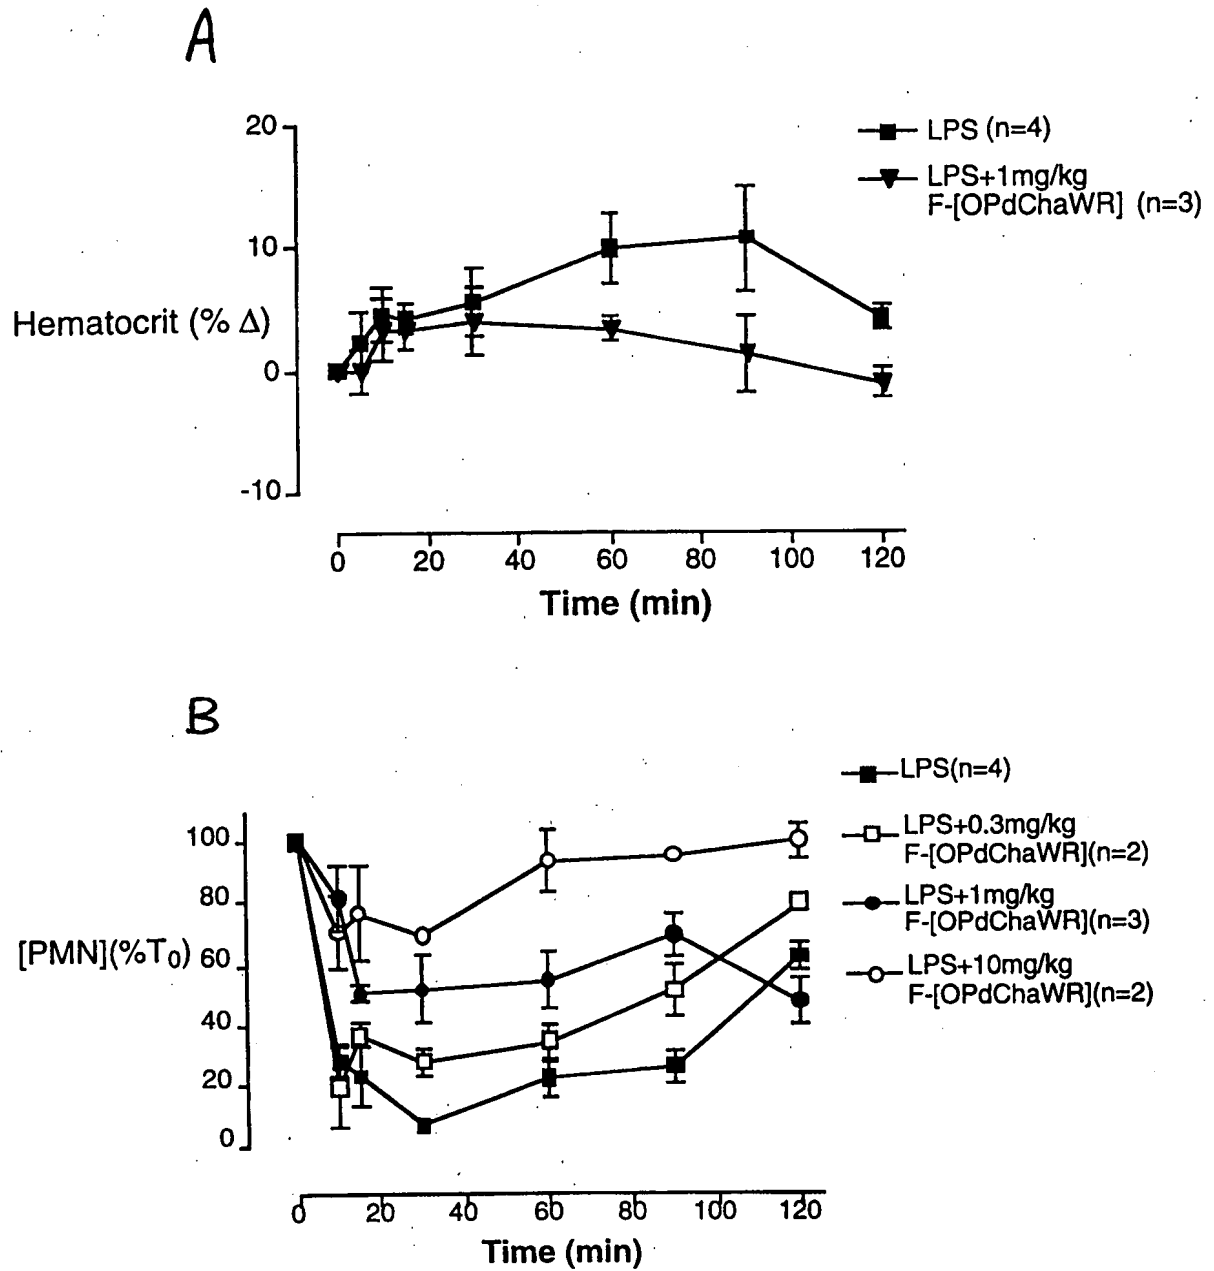 A
20
10
0
-10
Hematocrit (% Δ)
LPS (n=4)
LPS+1mg/kg
F-[OPdChaWR] (n=3)
0 20 40 60 80 100 120
Time (min)
B
100
80
60
40
20
0
[PMN](%T₀)
LPS(n=4)
LPS+0.3mg/kg
F-[OPdChaWR](n=2)
LPS+1mg/kg
F-[OPdChaWR](n=3)
LPS+10mg/kg
F-[OPdChaWR](n=2)
0 20 40 60 80 100 120
Time (min)